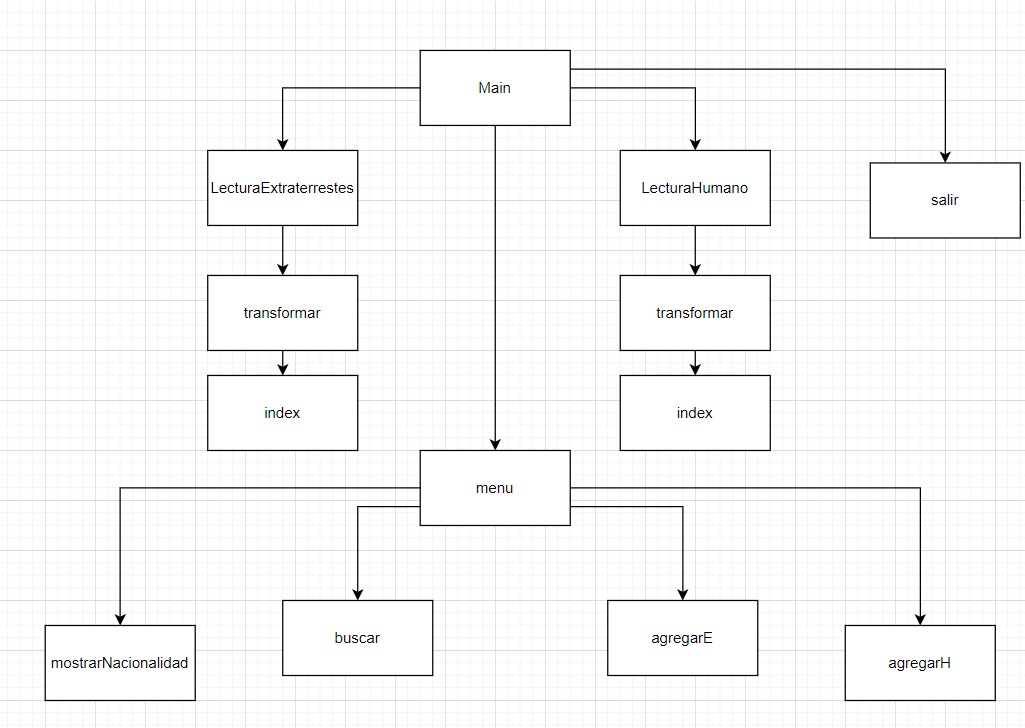 Main
LecturaExtraterrestes
LecturaHumano
salir
transformar
transformar
index
index
menu
mostrarNacionalidad
buscar
agregarE
agregarH